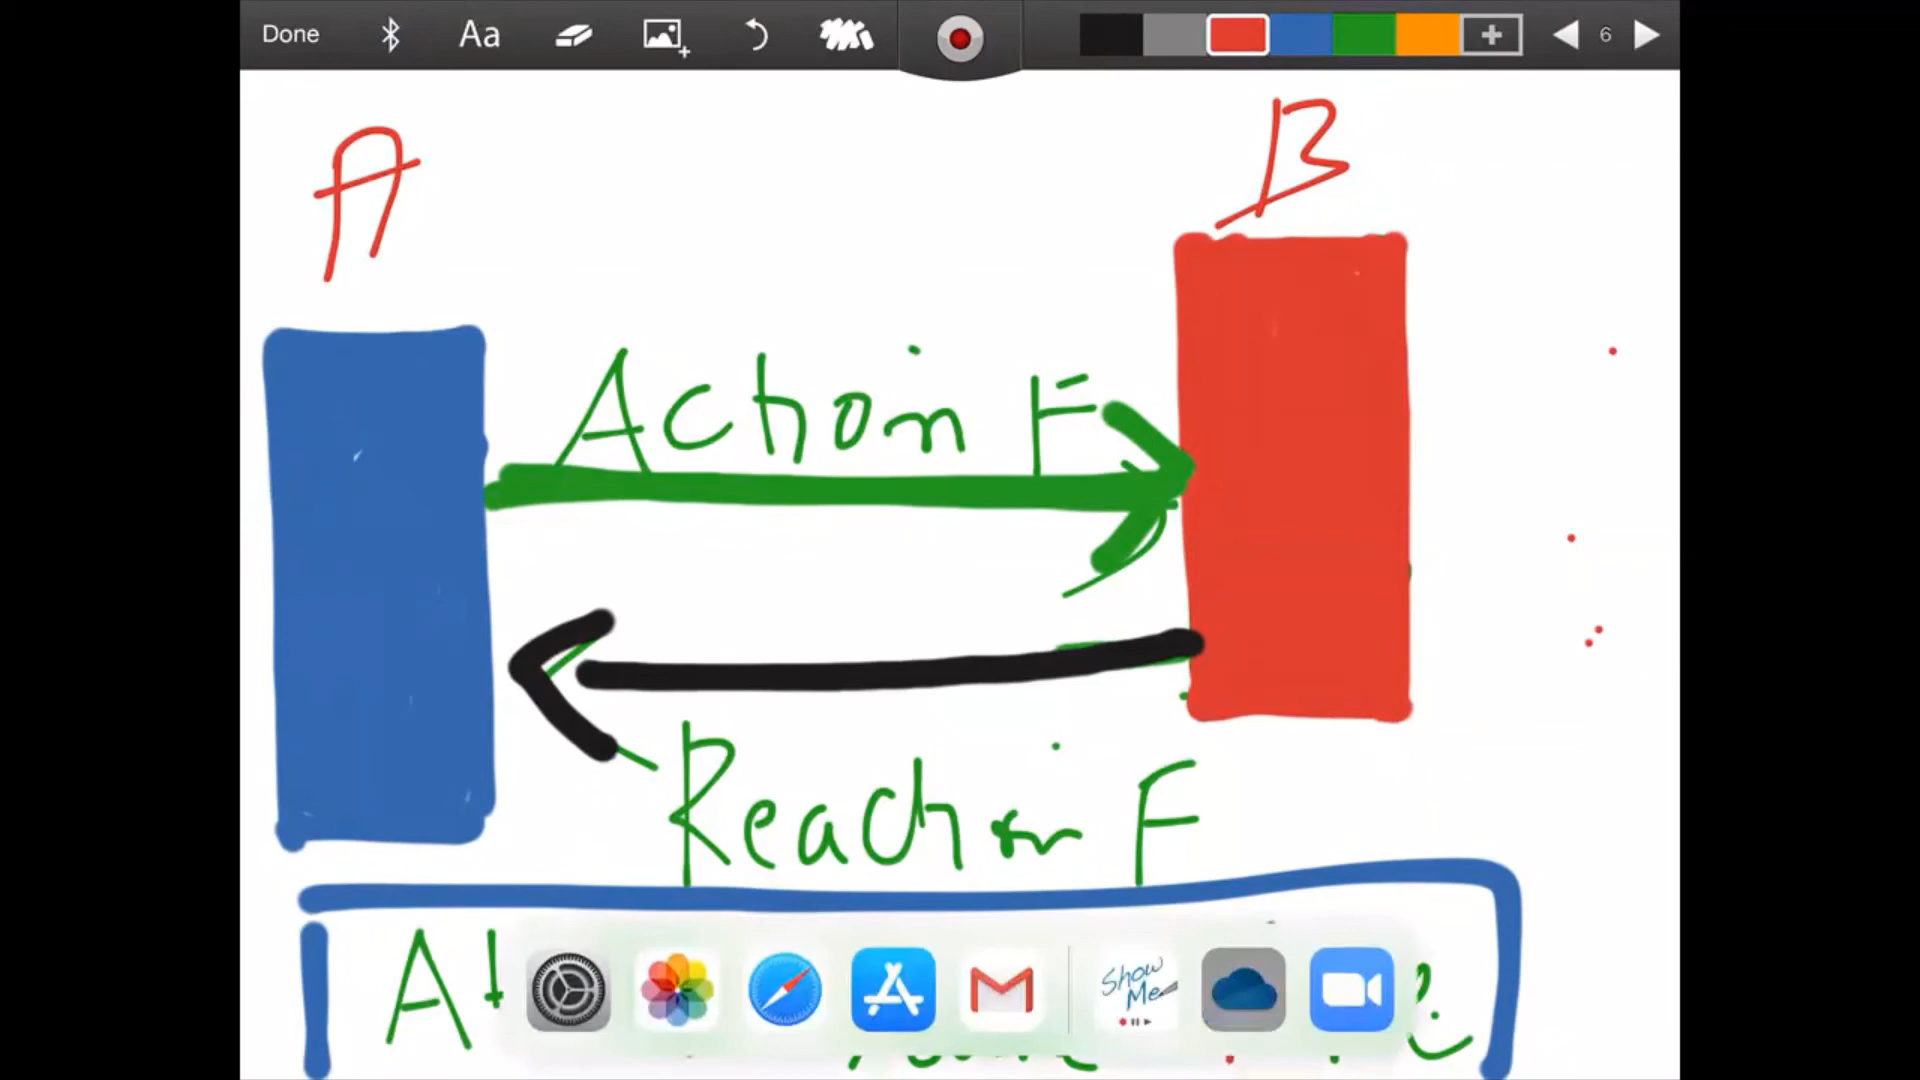 Done Aa 6
A
B
Action F
Reaction F
Show
Me